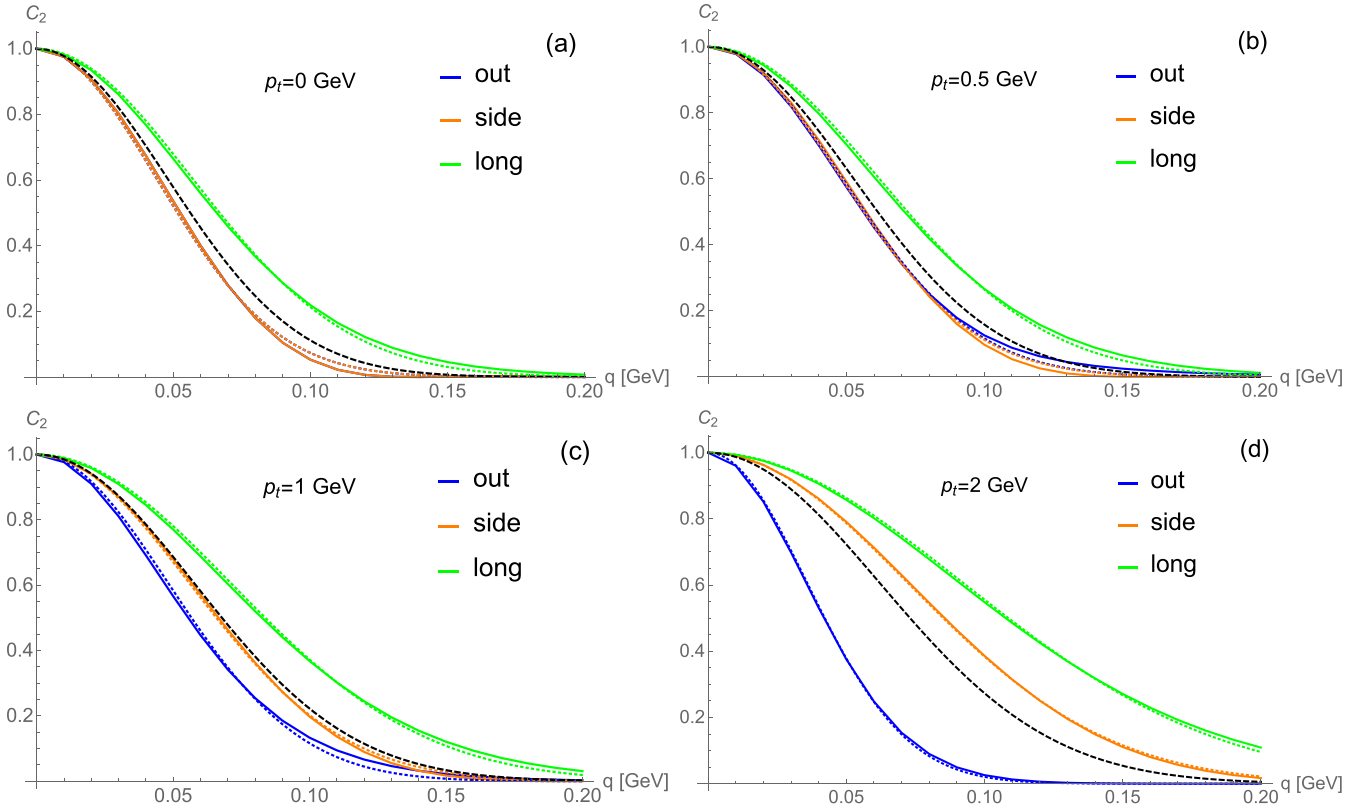 C₂
(a)
pₜ=0 GeV
out
side
long
1.0
0.8
0.6
0.4
0.2
0.05
0.10
0.15
0.20
q [GeV]
C₂
(b)
pₜ=0.5 GeV
out
side
long
1.0
0.8
0.6
0.4
0.2
0.05
0.10
0.15
0.20
q [GeV]
C₂
(c)
pₜ=1 GeV
out
side
long
1.0
0.8
0.6
0.4
0.2
0.05
0.10
0.15
0.20
q [GeV]
C₂
(d)
pₜ=2 GeV
out
side
long
1.0
0.8
0.6
0.4
0.2
0.05
0.10
0.15
0.20
q [GeV]